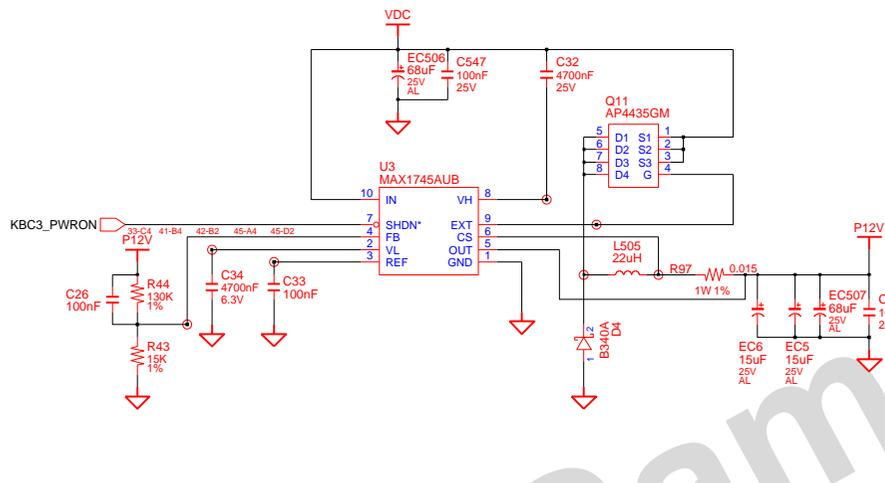 VDC
EC506
68uF
25V
AL
C547
100nF
25V
C32
4700nF
25V
Q11
AP4435GM
5 D1 S1 1
6 D2 S2 2
7 D3 S3 3
8 D4 G 4
U3
MAX1745AUB
10 IN VH 8
7 SHDN* EXT 9
4 FB CS 6
2 VL OUT 5
3 REF GND 1
KBC3_PWRON
33-C4 41-B4 42-B2 45-A4 45-D2
P12V
C26
100nF
R44
130K
1%
R43
15K
1%
C34
4700nF
6.3V
C33
100nF
L505
22uH
R97 0.015
1W 1%
P12V
B340A
D4
2
1
EC6
15uF
25V
AL
EC5
15uF
25V
AL
EC507
68uF
25V
AL